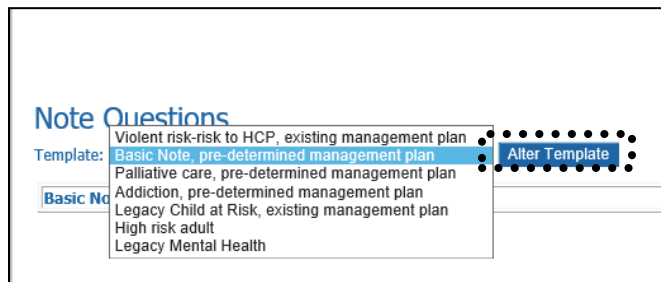 Note Questions
Violent risk-risk to HCP, existing management plan
Template: Basic Note, pre-determined management plan Alter Template
Palliative care, pre-determined management plan
Addiction, pre-determined management plan
Basic No
Legacy Child at Risk, existing management plan
High risk adult
Legacy Mental Health